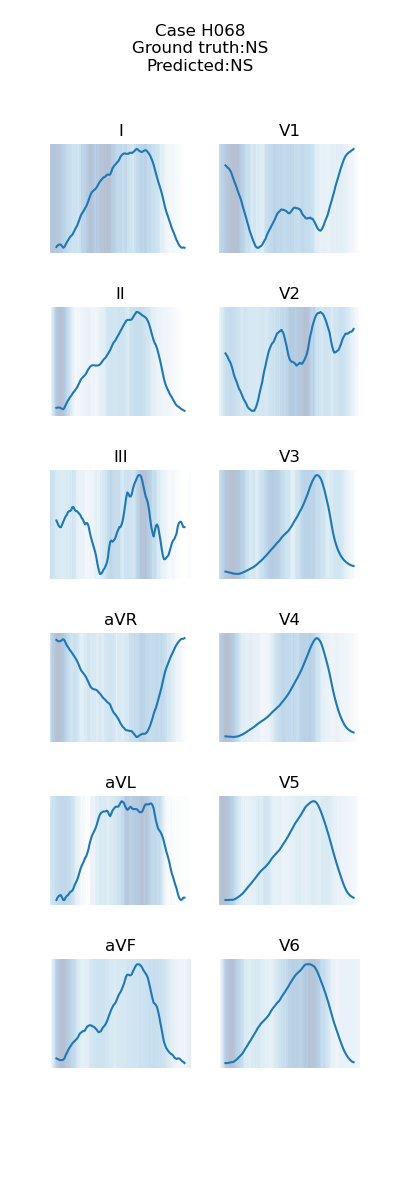 Case H068
Ground truth:NS
Predicted:NS
I
V1
II
V2
III
V3
aVR
V4
aVL
V5
aVF
V6